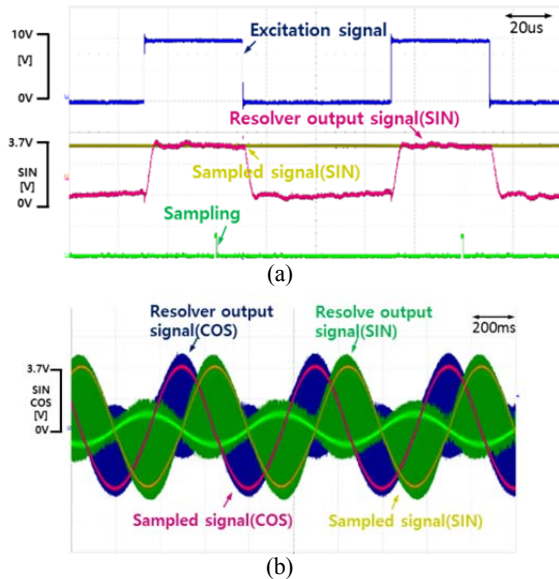 10V
[V]
0V
Excitation signal
20us
Resolver output signal(SIN)
3.7V
SIN
[V]
0V
Sampled signal(SIN)
Sampling
(a)
Resolver output
signal(COS)
Resolve output
signal(SIN)
200ms
3.7V
SIN
COS
[V]
0V
Sampled signal(COS)
Sampled signal(SIN)
(b)